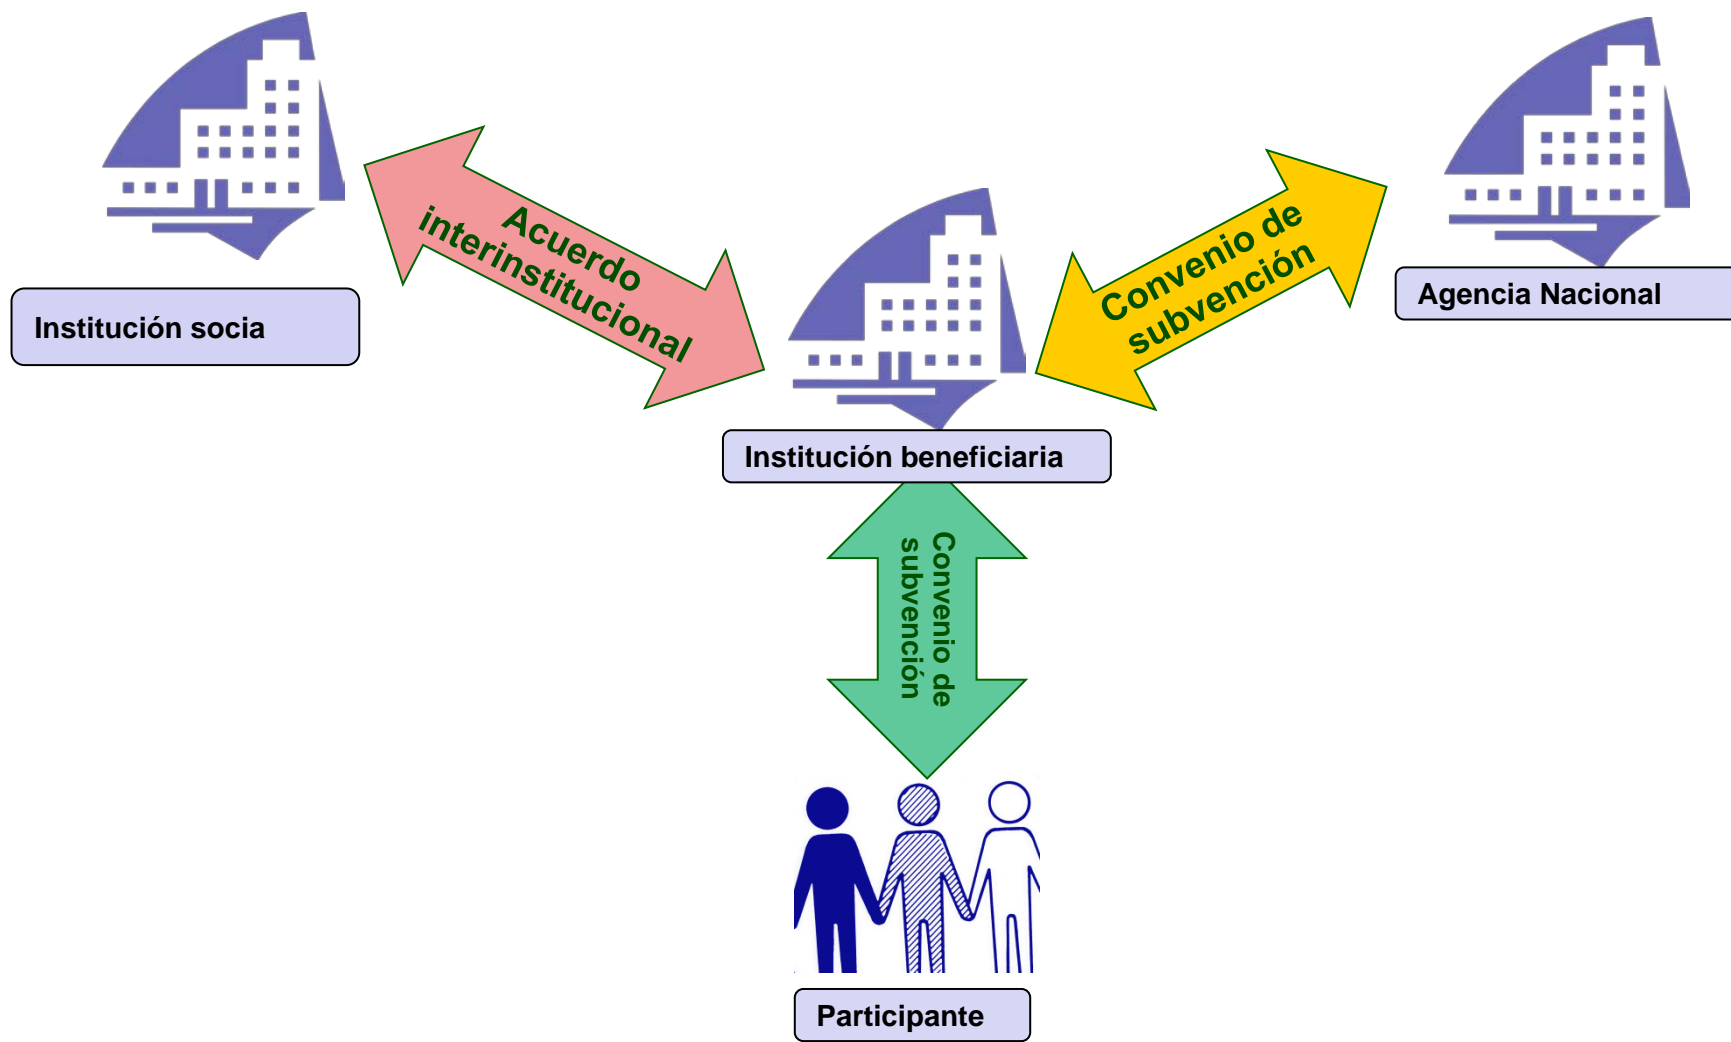 Acuerdo
interinstitucional
Convenio de
subvención
Institución socia
Agencia Nacional
Institución beneficiaria
Convenio de
subvención
Participante